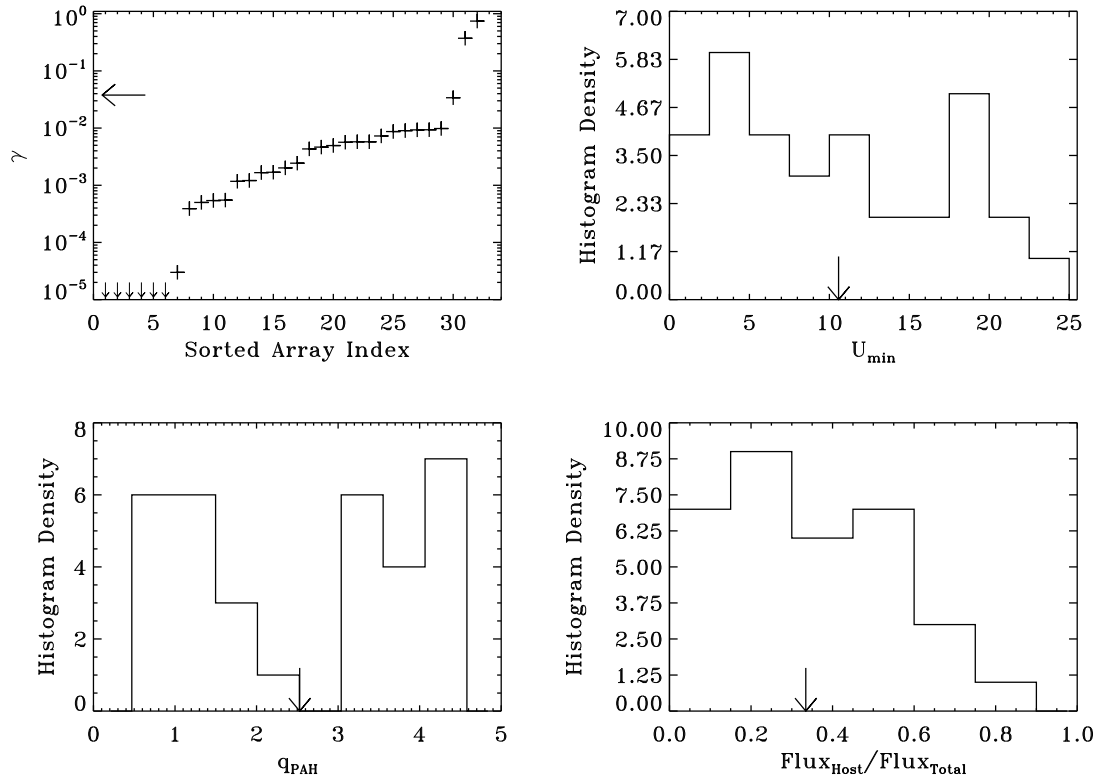 γ
10⁰
10⁻¹
10⁻²
10⁻³
10⁻⁴
10⁻⁵
0 5 10 15 20 25 30
Sorted Array Index
Histogram Density
7.00
5.83
4.67
3.50
2.33
1.17
0.00
0 5 10 15 20 25
U_min
Histogram Density
8
6
4
2
0
0 1 2 3 4 5
q_PAH
Histogram Density
10.00
8.75
7.50
6.25
5.00
3.75
2.50
1.25
0.00
0.0 0.2 0.4 0.6 0.8 1.0
Flux_Host/Flux_Total